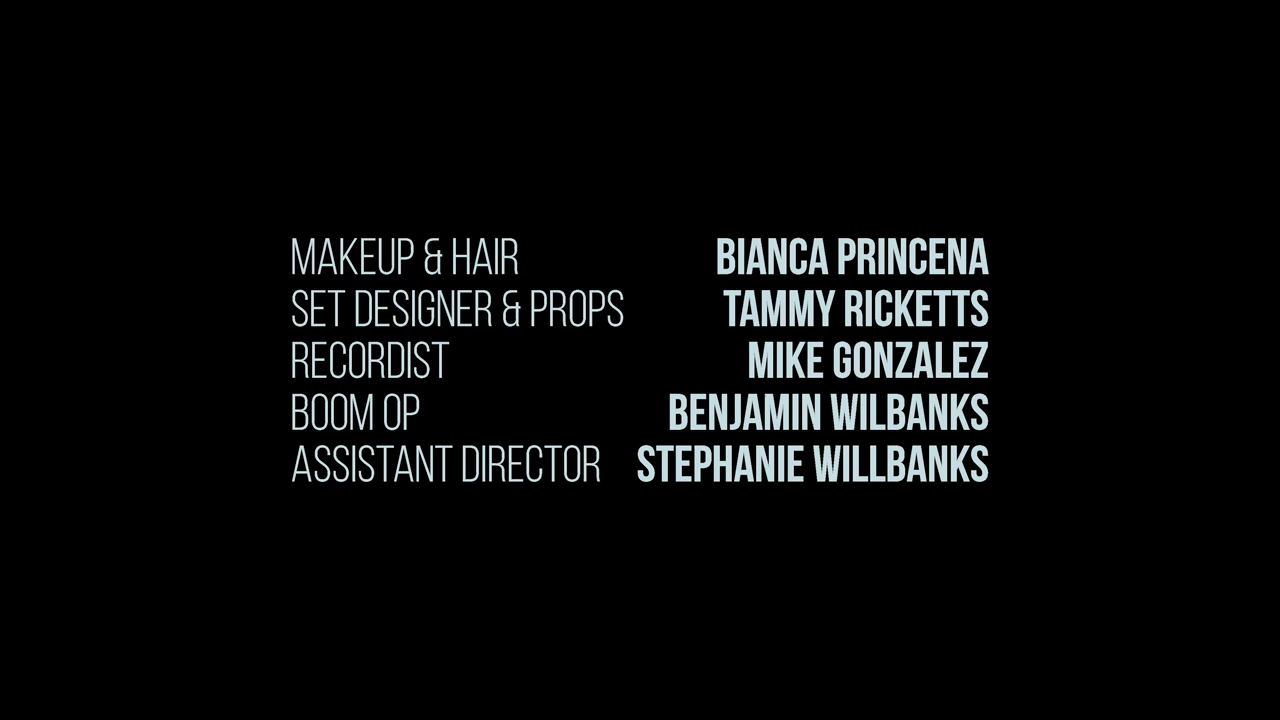 MAKEUP & HAIR BIANCA PRINCENA
SET DESIGNER & PROPS TAMMY RICKETTS
RECORDIST MIKE GONZALEZ
BOOM OP BENJAMIN WILBANKS
ASSISTANT DIRECTOR STEPHANIE WILLBANKS